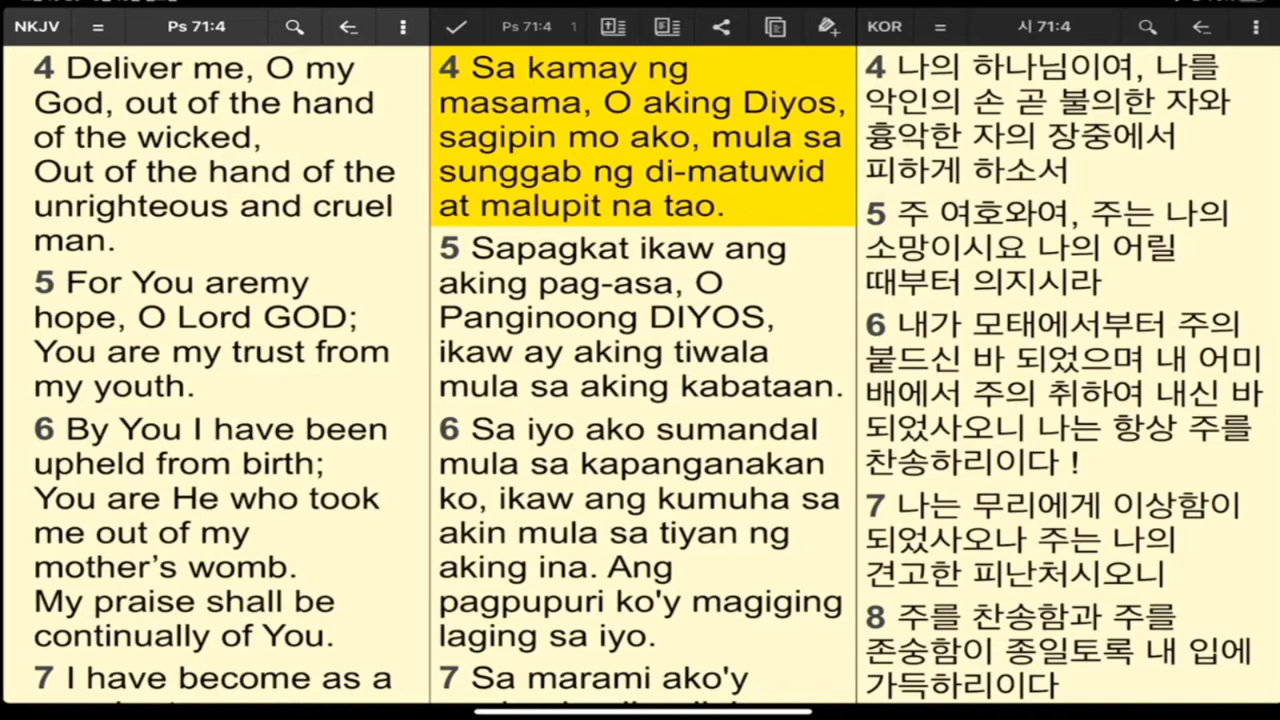 NKJV = Ps 71:4
4 Deliver me, O my
God, out of the hand
of the wicked,
Out of the hand of the
unrighteous and cruel
man.
5 For You aremy
hope, O Lord GOD;
You are my trust from
my youth.
6 By You I have been
upheld from birth;
You are He who took
me out of my
mother’s womb.
My praise shall be
continually of You.
7 I have become as a
Ps 71:4 1
4 Sa kamay ng
masama, O aking Diyos,
sagipin mo ako, mula sa
sunggab ng di-matuwid
at malupit na tao.
5 Sapagkat ikaw ang
aking pag-asa, O
Panginoong DIYOS,
ikaw ay aking tiwala
mula sa aking kabataan.
6 Sa iyo ako sumandal
mula sa kapanganakan
ko, ikaw ang kumuha sa
akin mula sa tiyan ng
aking ina. Ang
pagpupuri ko'y magiging
laging sa iyo.
7 Sa marami ako'y
KOR = 시 71:4
4 나의 하나님이여, 나를
악인의 손 곧 불의한 자와
흉악한 자의 장중에서
피하게 하소서
5 주 여호와여, 주는 나의
소망이시요 나의 어릴
때부터 의지시라
6 내가 모태에서부터 주의
붙드신 바 되었으며 내 어미
배에서 주의 취하여 내신 바
되었사오니 나는 항상 주를
찬송하리이다 !
7 나는 무리에게 이상함이
되었사오나 주는 나의
견고한 피난처시오니
8 주를 찬송함과 주를
존숭함이 종일토록 내 입에
가득하리이다